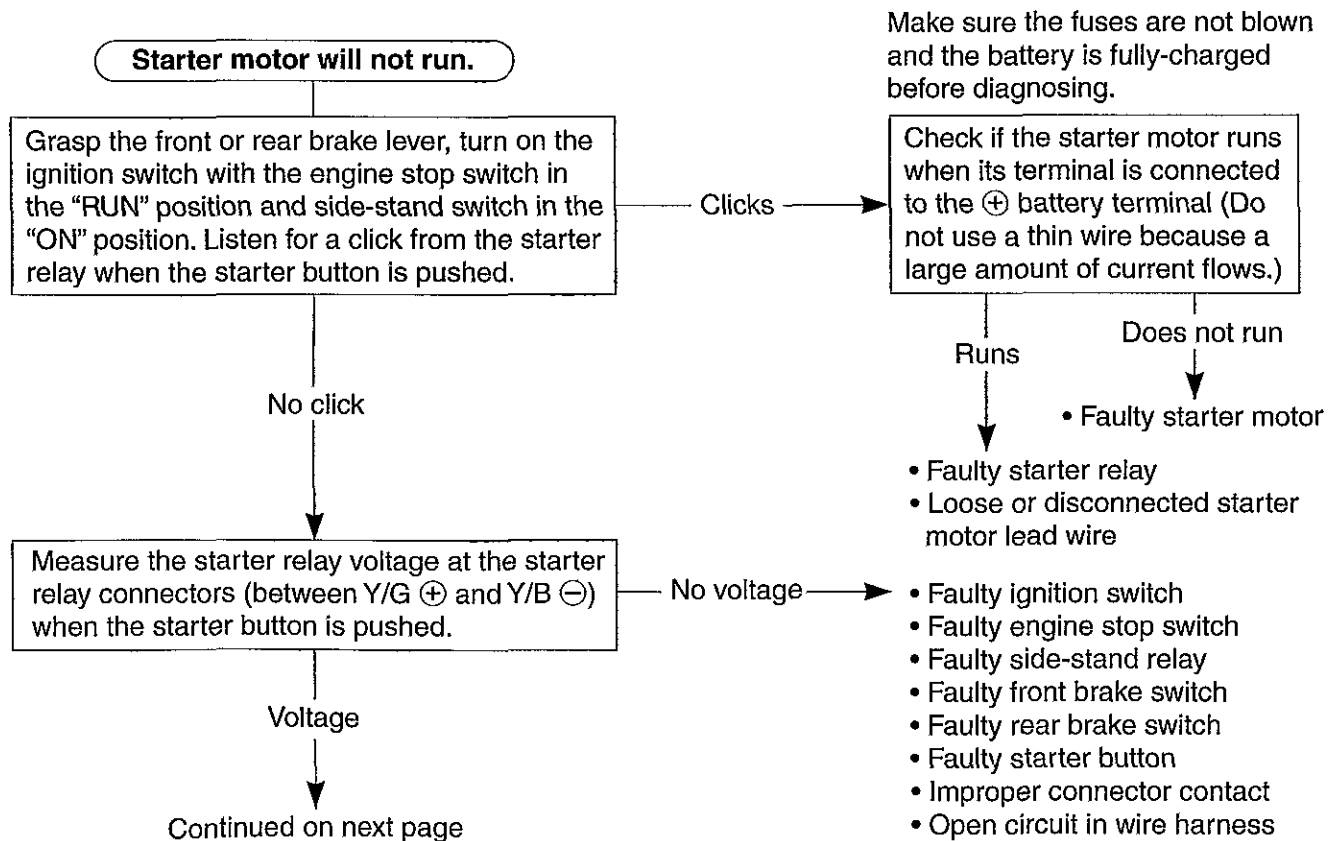 Starter motor will not run.
Make sure the fuses are not blown
and the battery is fully-charged
before diagnosing.
Grasp the front or rear brake lever, turn on the
ignition switch with the engine stop switch in
the “RUN” position and side-stand switch in the
“ON” position. Listen for a click from the starter
relay when the starter button is pushed.
Clicks
Check if the starter motor runs
when its terminal is connected
to the ⊕ battery terminal (Do
not use a thin wire because a
large amount of current flows.)
Runs
Does not run
• Faulty starter motor
• Faulty starter relay
• Loose or disconnected starter
motor lead wire
No click
Measure the starter relay voltage at the starter
relay connectors (between Y/G ⊕ and Y/B ⊖)
when the starter button is pushed.
No voltage
• Faulty ignition switch
• Faulty engine stop switch
• Faulty side-stand relay
• Faulty front brake switch
• Faulty rear brake switch
• Faulty starter button
• Improper connector contact
• Open circuit in wire harness
Voltage
Continued on next page